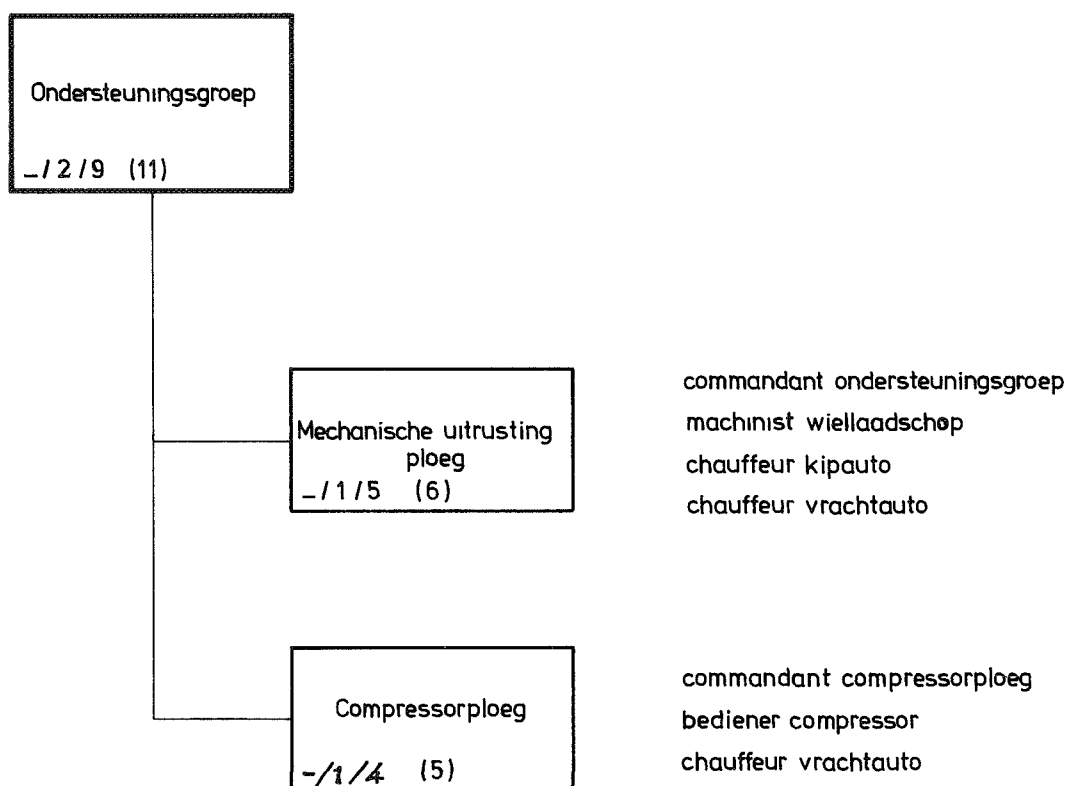 Ondersteuningsgroep
-/2/9 (11)
Mechanische uitrusting
ploeg
-/1/5 (6)
commandant ondersteuningsgroep
machinist wiellaadschop
chauffeur kipauto
chauffeur vrachtauto
Compressorploeg
-/1/4 (5)
commandant compressorploeg
bediener compressor
chauffeur vrachtauto